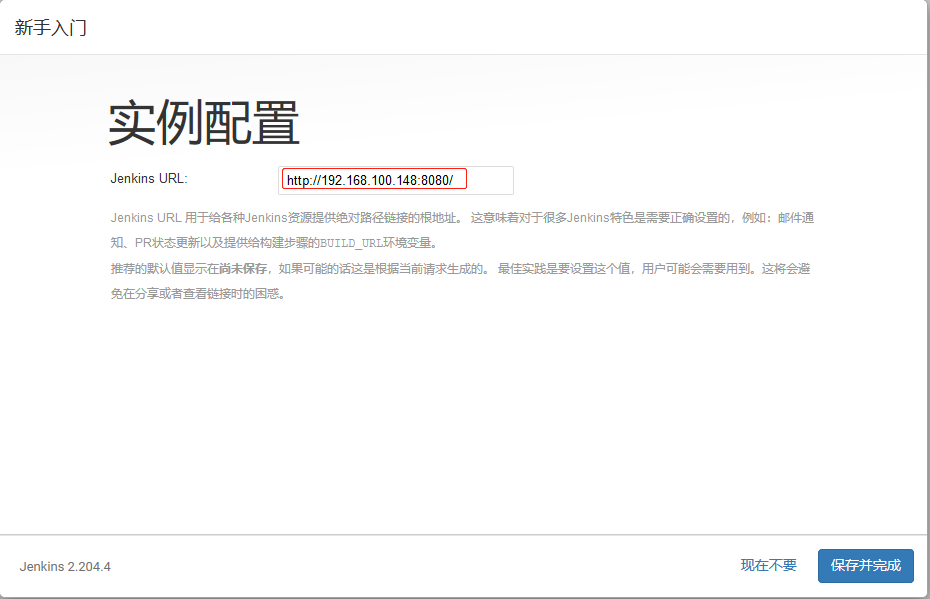 新手入门
实例配置
Jenkins URL:
http://192.168.100.148:8080/
Jenkins URL 用于给各种Jenkins资源提供绝对路径链接的根地址。 这意味着对于很多Jenkins特色是需要正确设置的，例如：邮件通
知、PR状态更新以及提供给构建步骤的BUILD_URL环境变量。
推荐的默认值显示在尚未保存，如果可能的话这是根据当前请求生成的。 最佳实践是要设置这个值，用户可能会需要用到。这将会避
免在分享或者查看链接时的困惑。
Jenkins 2.204.4
现在不要
保存并完成